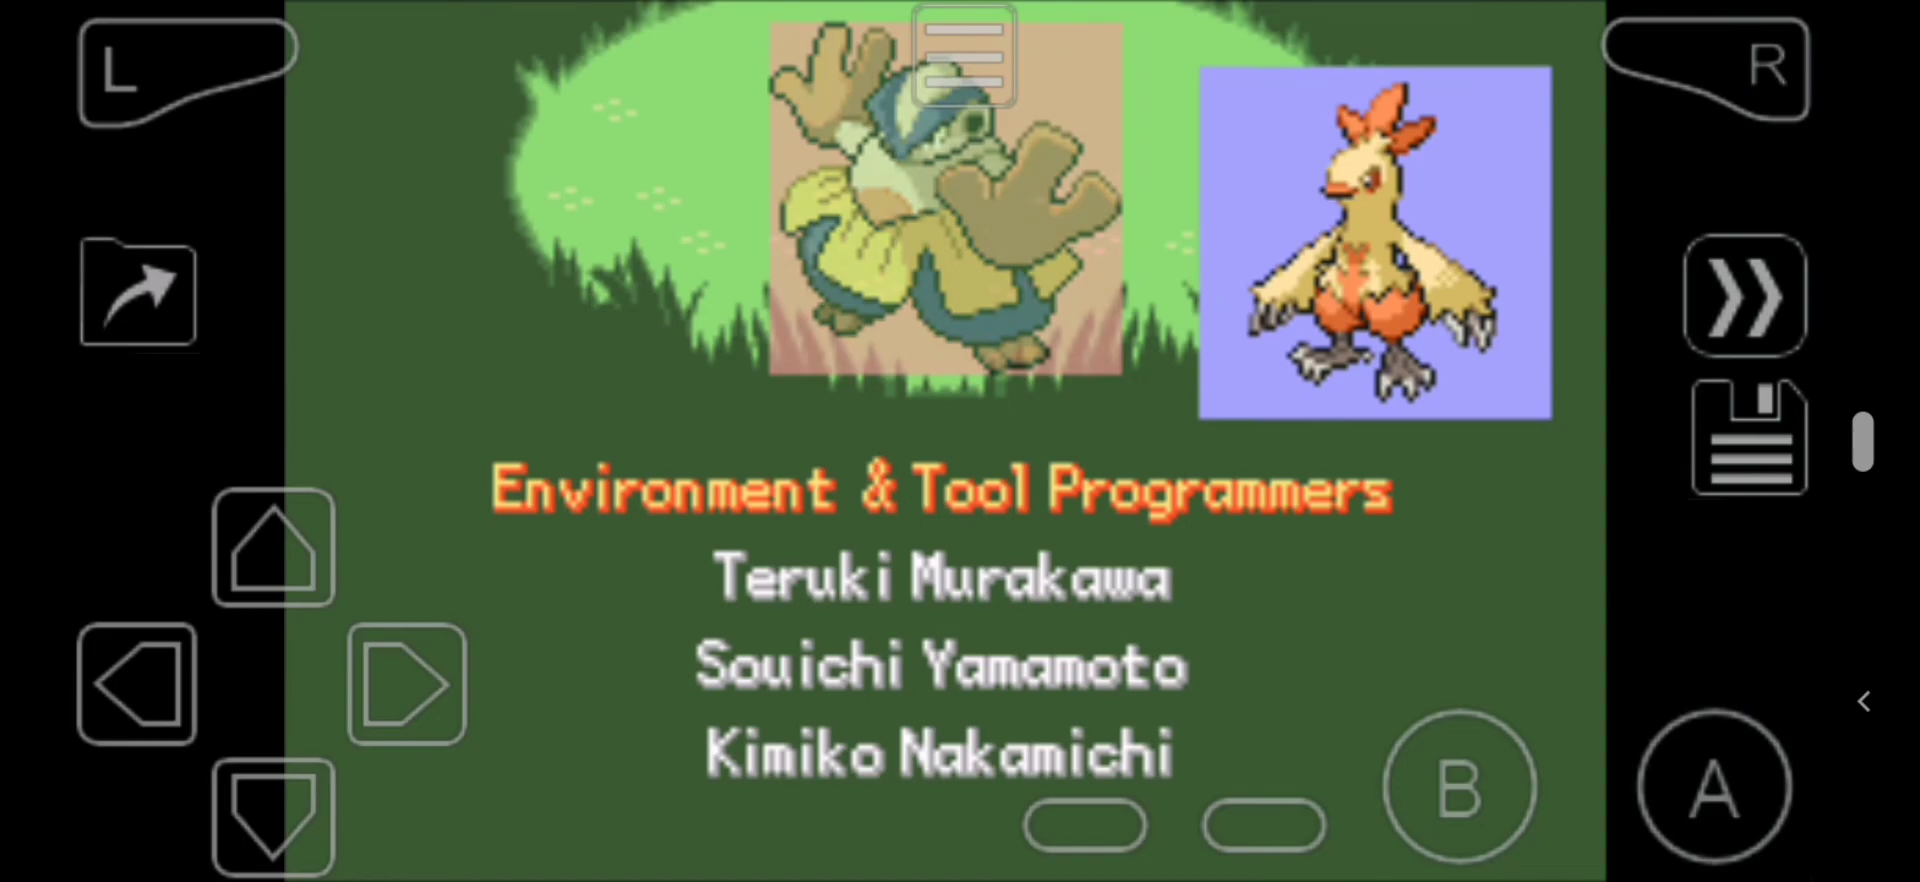 L
R
Environment & Tool Programmers
Teruki Murakawa
Souichi Yamamoto
Kimiko Nakamichi
B
A